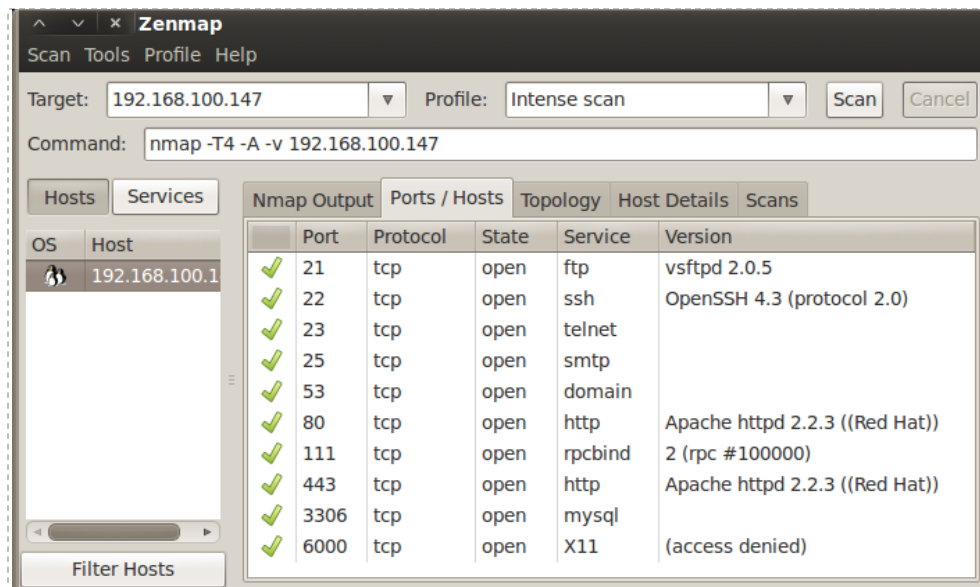 Zenmap
Scan Tools Profile Help
Target: 192.168.100.147 Profile: Intense scan Scan Cancel
Command: nmap -T4 -A -v 192.168.100.147
Hosts Services Nmap Output Ports / Hosts Topology Host Details Scans
OS Host
192.168.100.1
Port Protocol State Service Version
21 tcp open ftp vsftpd 2.0.5
22 tcp open ssh OpenSSH 4.3 (protocol 2.0)
23 tcp open telnet
25 tcp open smtp
53 tcp open domain
80 tcp open http Apache httpd 2.2.3 ((Red Hat))
111 tcp open rpcbind 2 (rpc #100000)
443 tcp open http Apache httpd 2.2.3 ((Red Hat))
3306 tcp open mysql
6000 tcp open X11 (access denied)
Filter Hosts